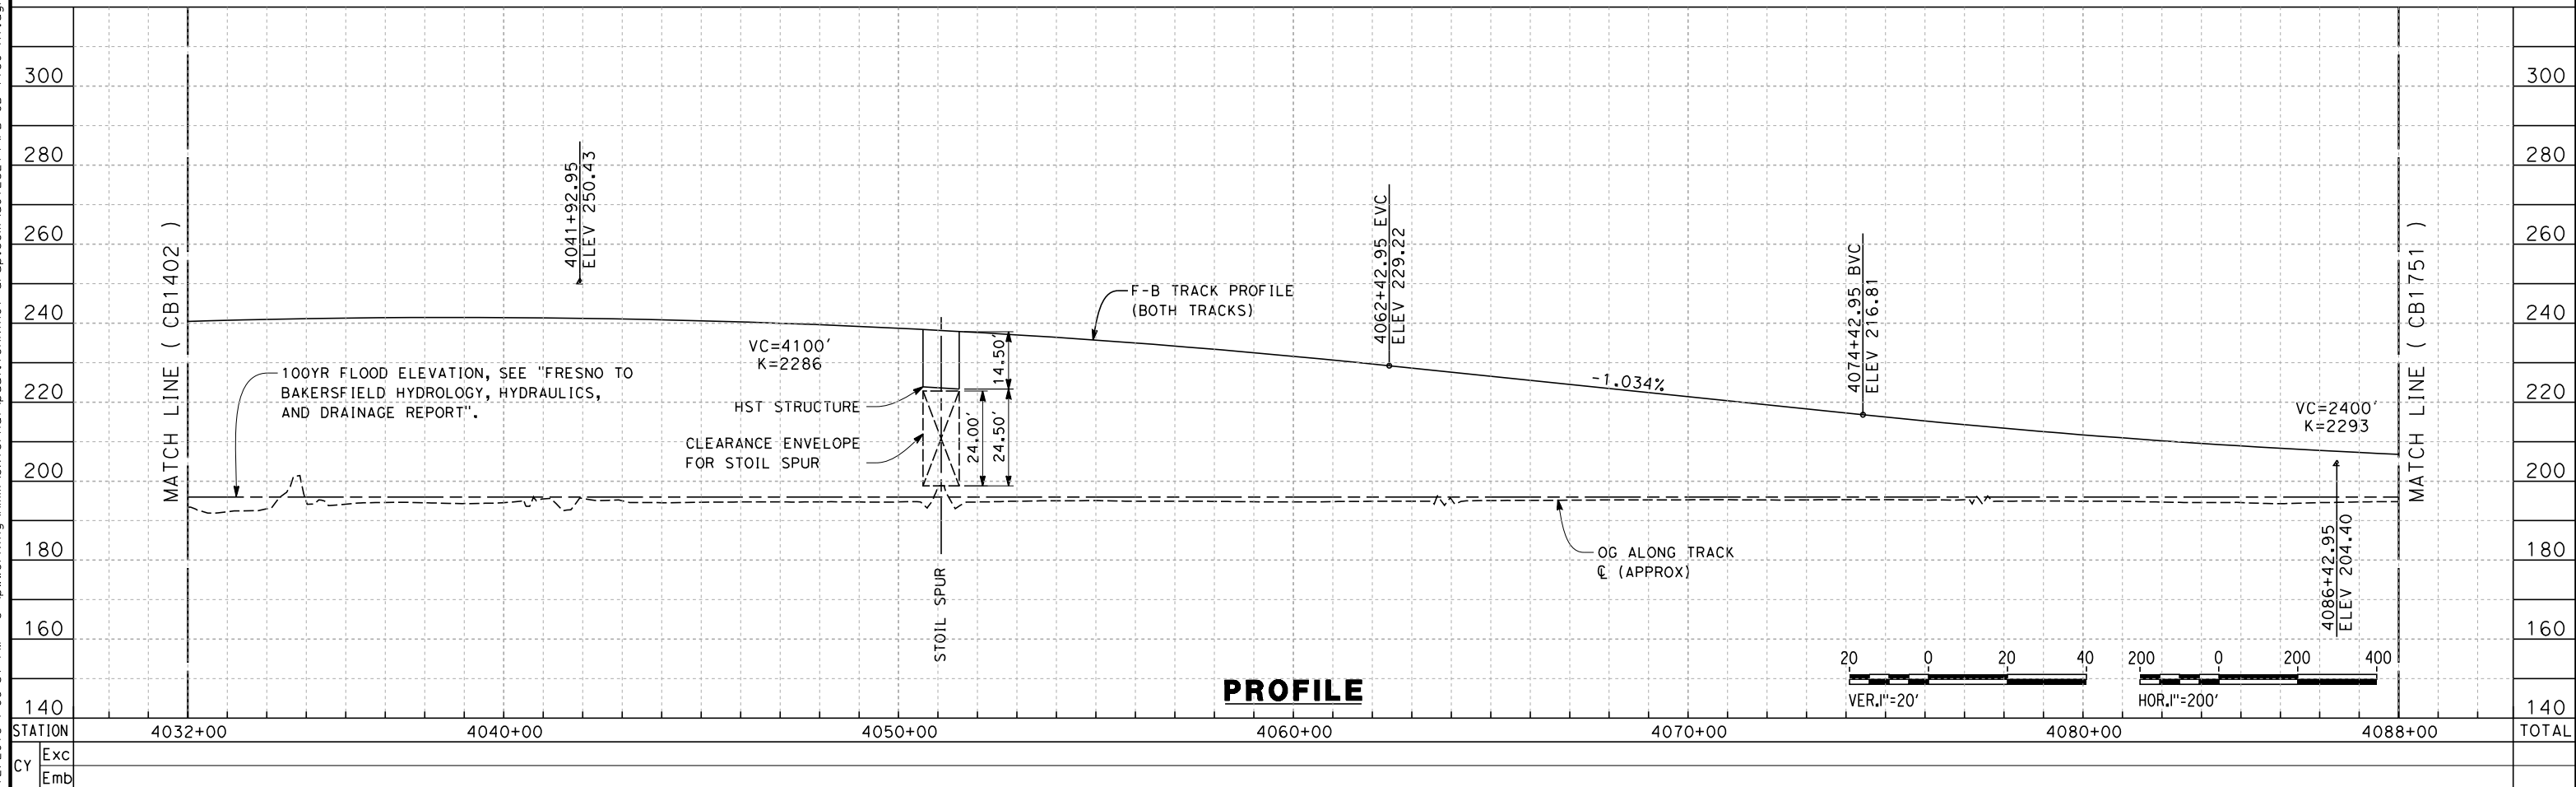 300
280
260
240
220
200
180
160
140
300
280
260
240
220
200
180
160
140
MATCH LINE ( CB1402 )
4041+92.95
ELEV 250.43
100YR FLOOD ELEVATION, SEE "FRESNO TO
BAKERSFIELD HYDROLOGY, HYDRAULICS,
AND DRAINAGE REPORT".
VC=4100'
K=2286
HST STRUCTURE
CLEARANCE ENVELOPE
FOR STOIL SPUR
14.50'
24.00'
24.50'
STOIL SPUR
F-B TRACK PROFILE
(BOTH TRACKS)
4062+42.95 EVC
ELEV 229.22
-1.034%
OG ALONG TRACK
℄ (APPROX)
4074+42.95 BVC
ELEV 216.81
VC=2400'
K=2293
4086+42.95
ELEV 204.40
MATCH LINE ( CB1751 )
PROFILE
20 0 20 40
VER.1"=20'
200 0 200 400
HOR.1"=200'
STATION 4032+00 4040+00 4050+00 4060+00 4070+00 4080+00 4088+00 TOTAL
CY
Exc
Emb